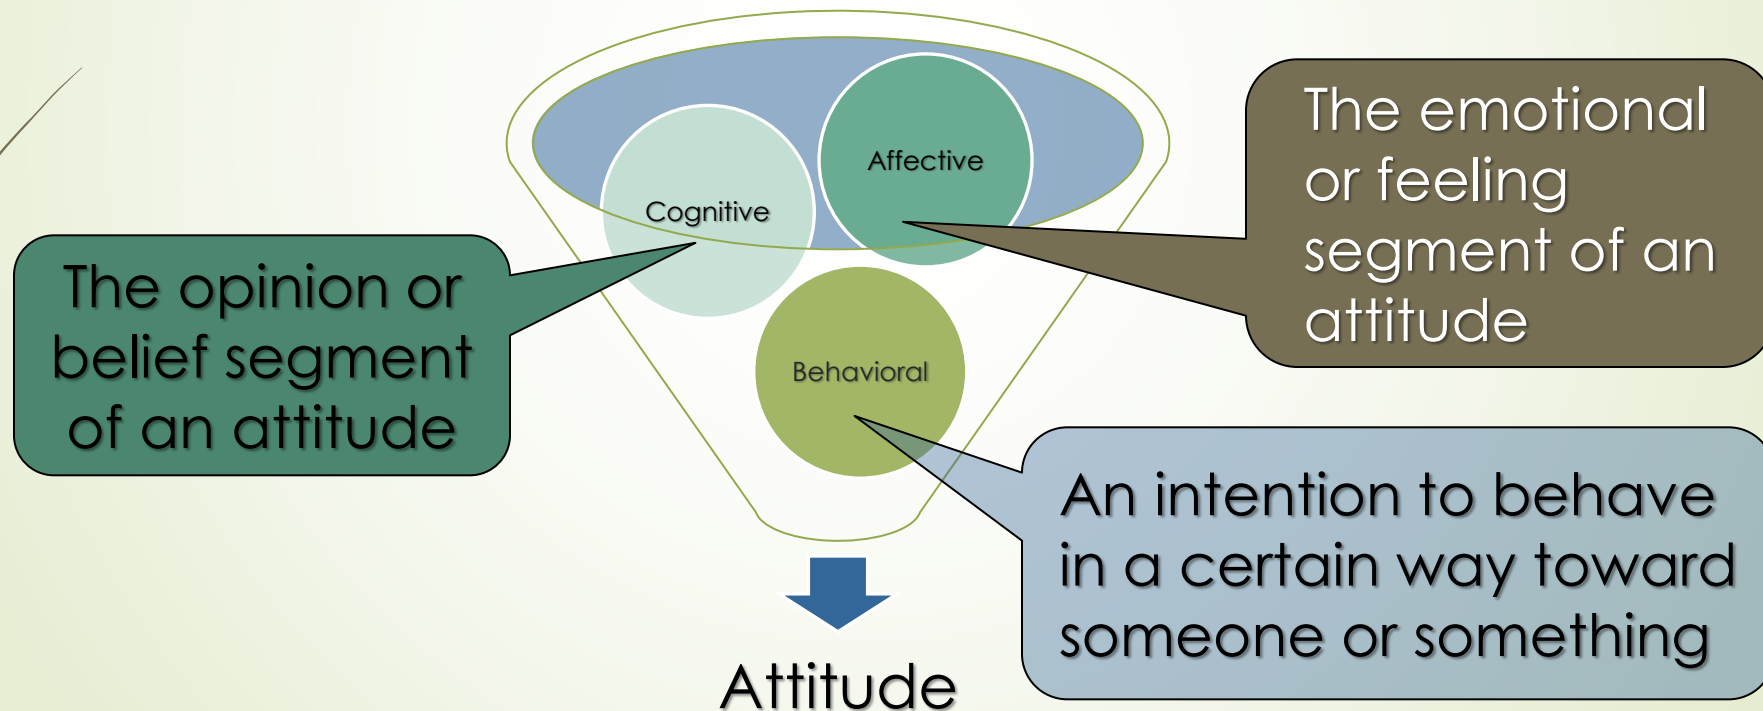 Affective
Cognitive
Behavioral
The opinion or
belief segment
of an attitude
The emotional
or feeling
segment of an
attitude
An intention to behave
in a certain way toward
someone or something
Attitude